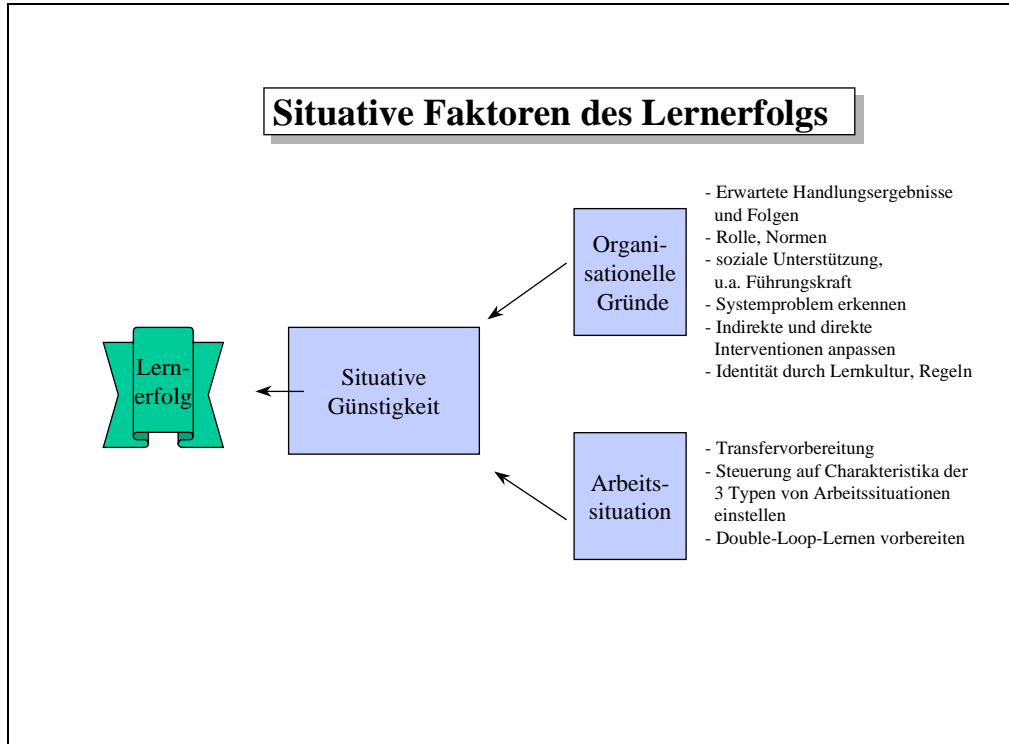 Situative Faktoren des Lernerfolgs
Organi-
sationelle
Gründe
- Erwartete Handlungsergebnisse
und Folgen
- Rolle, Normen
- soziale Unterstützung,
u.a. Führungskraft
- Systemproblem erkennen
- Indirekte und direkte
Interventionen anpassen
- Identität durch Lernkultur, Regeln
Lern-
erfolg
Situative
Günstigkeit
Arbeits-
situation
- Transfervorbereitung
- Steuerung auf Charakteristika der
3 Typen von Arbeitssituationen
einstellen
- Double-Loop-Lernen vorbereiten